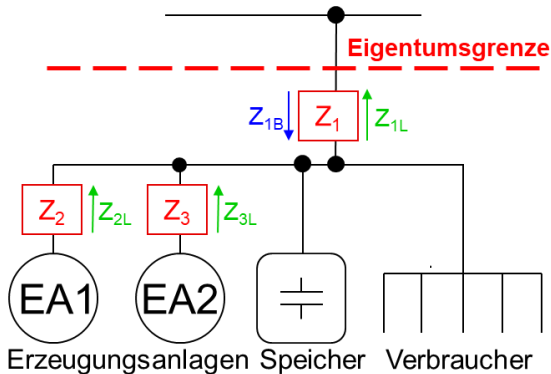 Eigentumsgrenze
Z1B Z1 Z1L
Z2 Z2L Z3 Z3L
EA1 EA2
Erzeugungsanlagen Speicher Verbraucher